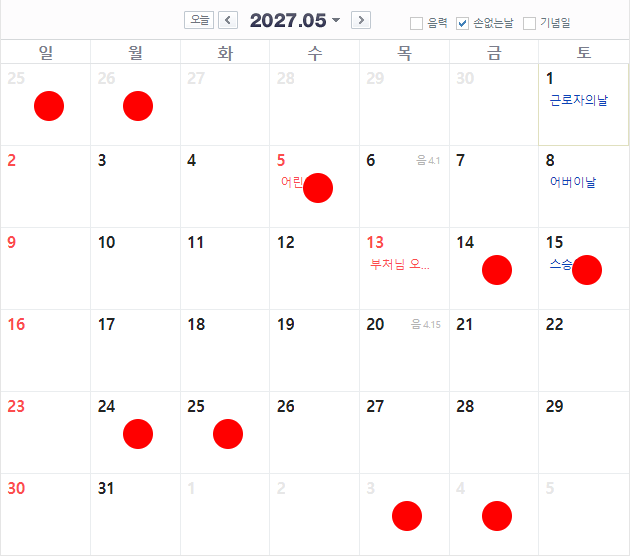 오늘 2027.05 음력 손없는날 기념일
일 월 화 수 목 금 토
25 26 27 28 29 30 1
근로자의날
2 3 4 5 6 음 4.1 7 8
어린 어버이날
9 10 11 12 13 14 15
부처님 오... 스승
16 17 18 19 20 음 4.15 21 22
23 24 25 26 27 28 29
30 31 1 2 3 4 5